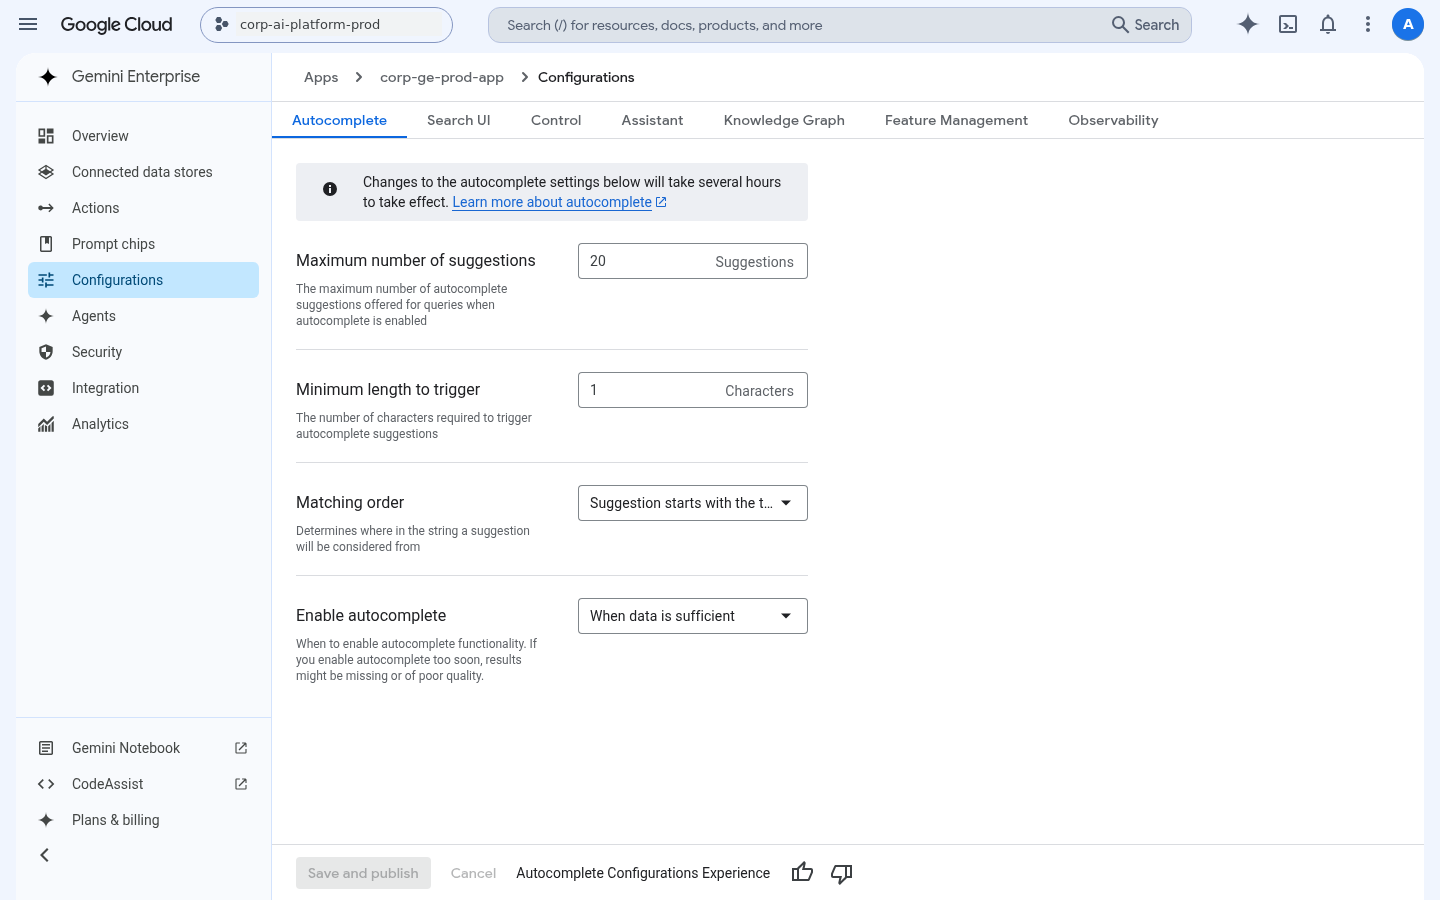 Google Cloud
corp-ai-platform-prod
Search (/) for resources, docs, products, and more
Search
A
Gemini Enterprise
Apps
corp-ge-prod-app
Configurations
Autocomplete
Search UI
Control
Assistant
Knowledge Graph
Feature Management
Observability
Overview
Connected data stores
Actions
Prompt chips
Configurations
Agents
Security
Integration
Analytics
Changes to the autocomplete settings below will take several hours
to take effect. Learn more about autocomplete
Maximum number of suggestions
20 Suggestions
The maximum number of autocomplete
suggestions offered for queries when
autocomplete is enabled
Minimum length to trigger
1 Characters
The number of characters required to trigger
autocomplete suggestions
Matching order
Suggestion starts with the t...
Determines where in the string a suggestion
will be considered from
Enable autocomplete
When data is sufficient
When to enable autocomplete functionality. If
you enable autocomplete too soon, results
might be missing or of poor quality.
Gemini Notebook
CodeAssist
Plans & billing
Save and publish
Cancel
Autocomplete Configurations Experience